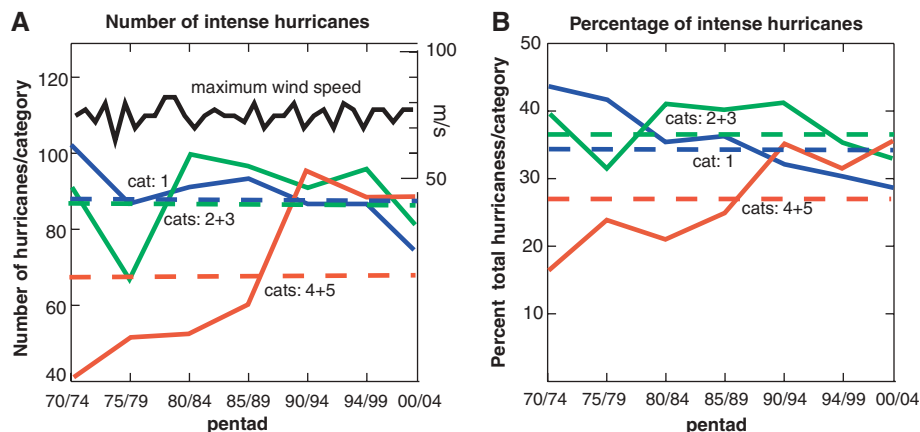 A
Number of intense hurricanes
Number of hurricanes/category
120
100
80
60
40
100
50
m/s
maximum wind speed
cat: 1
cats: 2+3
cats: 4+5
70/74 75/79 80/84 85/89 90/94 94/99 00/04
pentad
B
Percentage of intense hurricanes
Percent total hurricaness/category
50
40
30
20
10
cats: 2+3
cat: 1
cats: 4+5
70/74 75/79 80/84 85/89 90/94 94/99 00/04
pentad